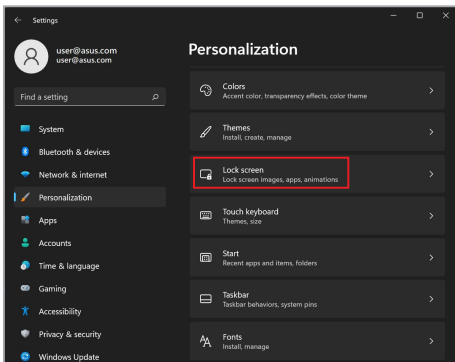 Settings
user@asus.com
user@asus.com
Find a setting
System
Bluetooth & devices
Network & internet
Personalization
Apps
Accounts
Time & language
Gaming
Accessibility
Privacy & security
Windows Update
Personalization
Colors
Accent color, transparency effects, color theme
Themes
Install, create, manage
Lock screen
Lock screen images, apps, animations
Touch keyboard
Themes, size
Start
Recent apps and items, folders
Taskbar
Taskbar behaviors, system pins
Fonts
Install, manage